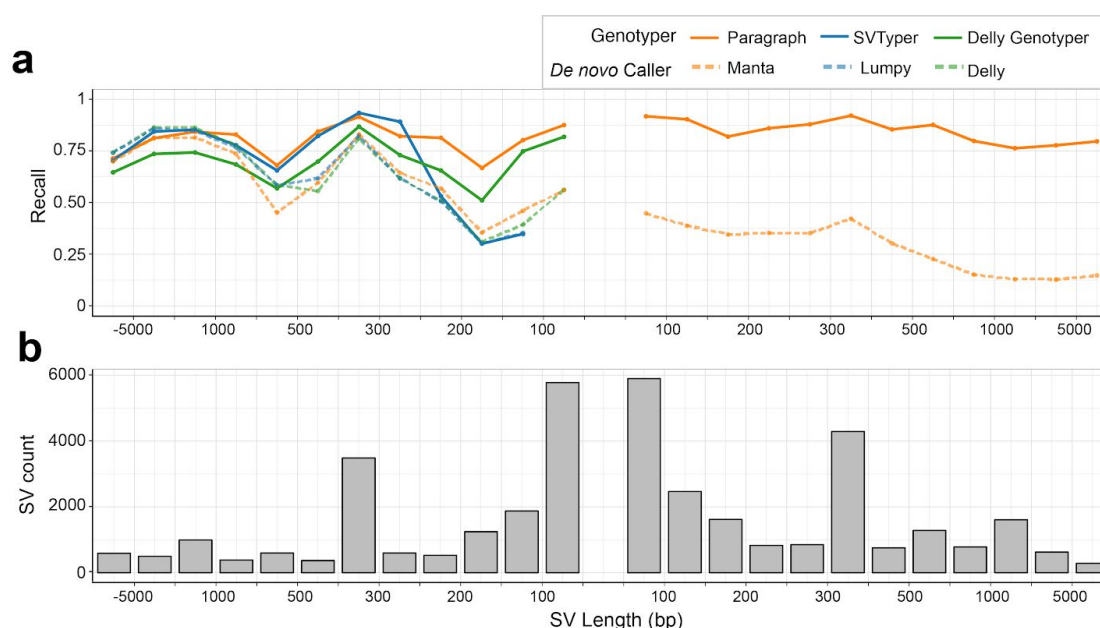 Genotyper Paragraph SVTyper Delly Genotyper
De novo Caller Manta Lumpy Delly
a
1
0.75
0.50
0.25
0
Recall
-5000 1000 500 300 200 100 100 200 300 500 1000 5000
b
6000
4000
2000
0
SV count
-5000 1000 500 300 200 100 100 200 300 500 1000 5000
SV Length (bp)